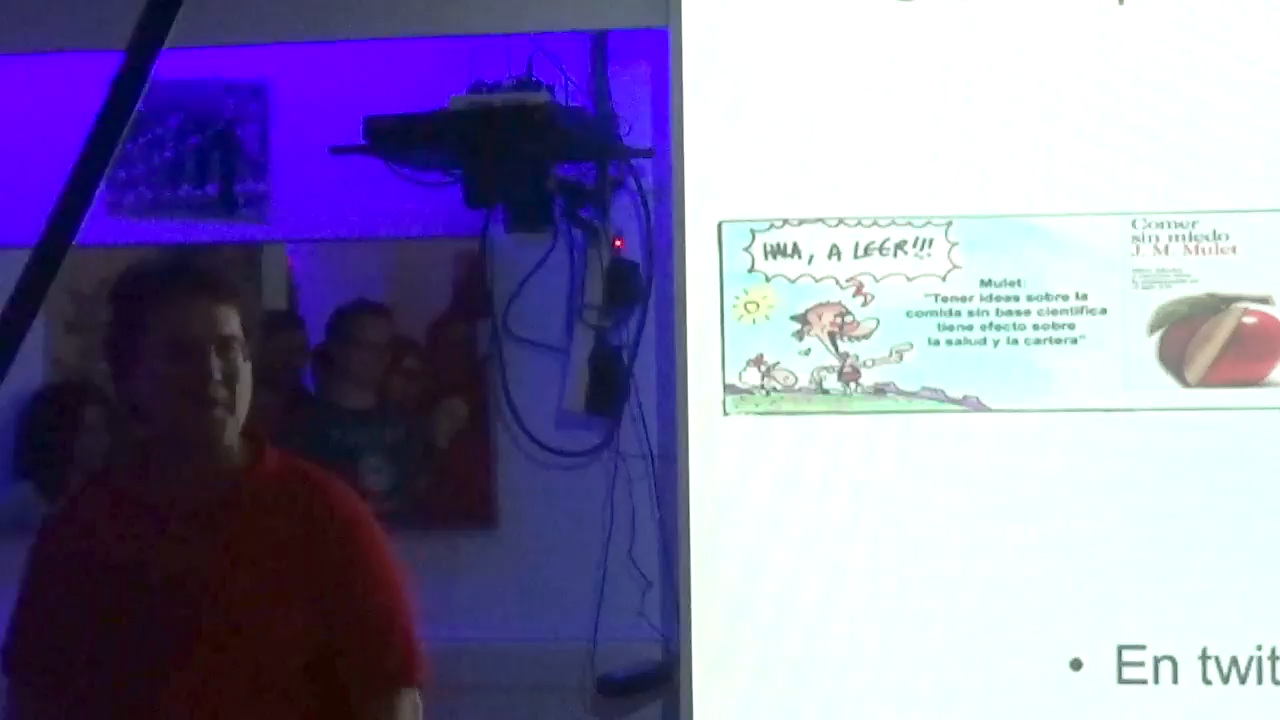 HALA, A LEER!!!
Comer
sin miedo
J. M. Mulet
Mulet:
"Tener ideas sobre la
comida sin base científica
tiene efecto sobre
la salud y la cartera"
• En twit